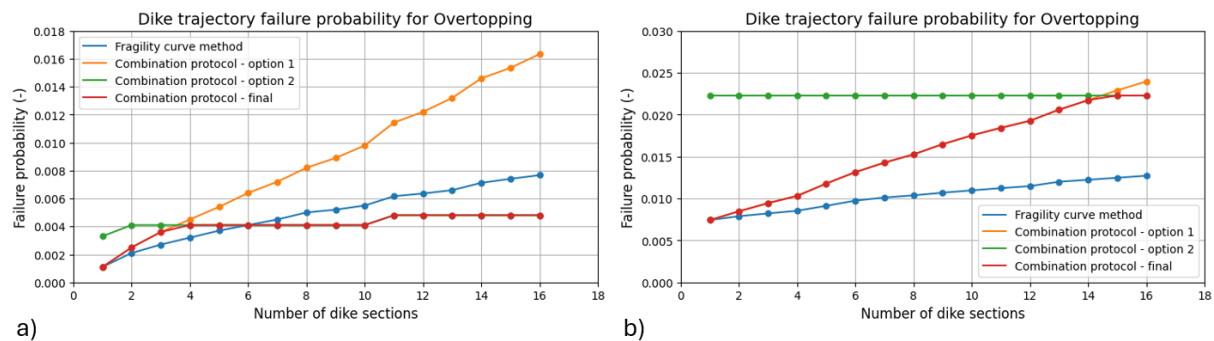 Dike trajectory failure probability for Overtopping
0.018
0.016
0.014
0.012
0.010
0.008
0.006
0.004
0.002
0.000
Failure probability (-)
Fragility curve method
Combination protocol - option 1
Combination protocol - option 2
Combination protocol - final
0 2 4 6 8 10 12 14 16 18
Number of dike sections
a)
Dike trajectory failure probability for Overtopping
0.030
0.025
0.020
0.015
0.010
0.005
0.000
Failure probability (-)
Fragility curve method
Combination protocol - option 1
Combination protocol - option 2
Combination protocol - final
0 2 4 6 8 10 12 14 16 18
Number of dike sections
b)